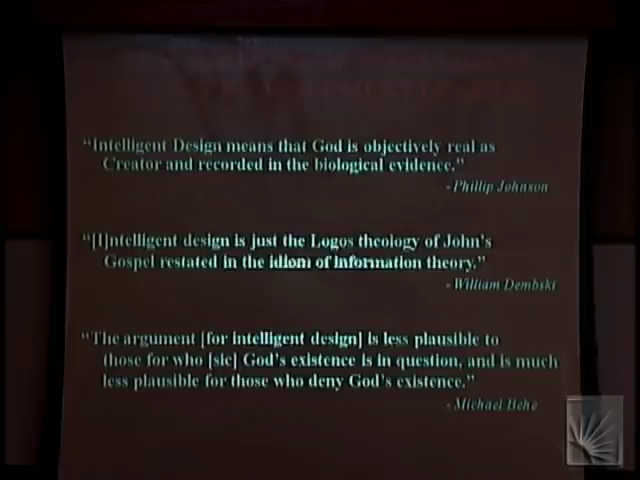 “Intelligent Design means that God is objectively real as
Creator and recorded in the biological evidence.”
- Phillip Johnson
“[I]ntelligent design is just the Logos theology of John’s
Gospel restated in the idiom of information theory.”
- William Dembski
“The argument [for intelligent design] is less plausible to
those for who [sic] God’s existence is in question, and is much
less plausible for those who deny God’s existence.”
- Michael Behe